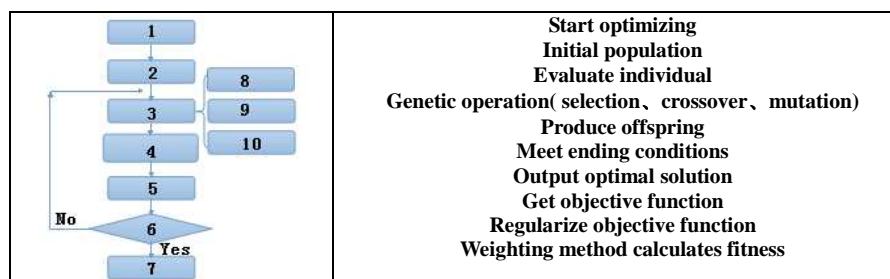 1
2
3
4
5
6
7
8
9
10
No
Yes
Start optimizing
Initial population
Evaluate individual
Genetic operation( selection、crossover、mutation)
Produce offspring
Meet ending conditions
Output optimal solution
Get objective function
Regularize objective function
Weighting method calculates fitness